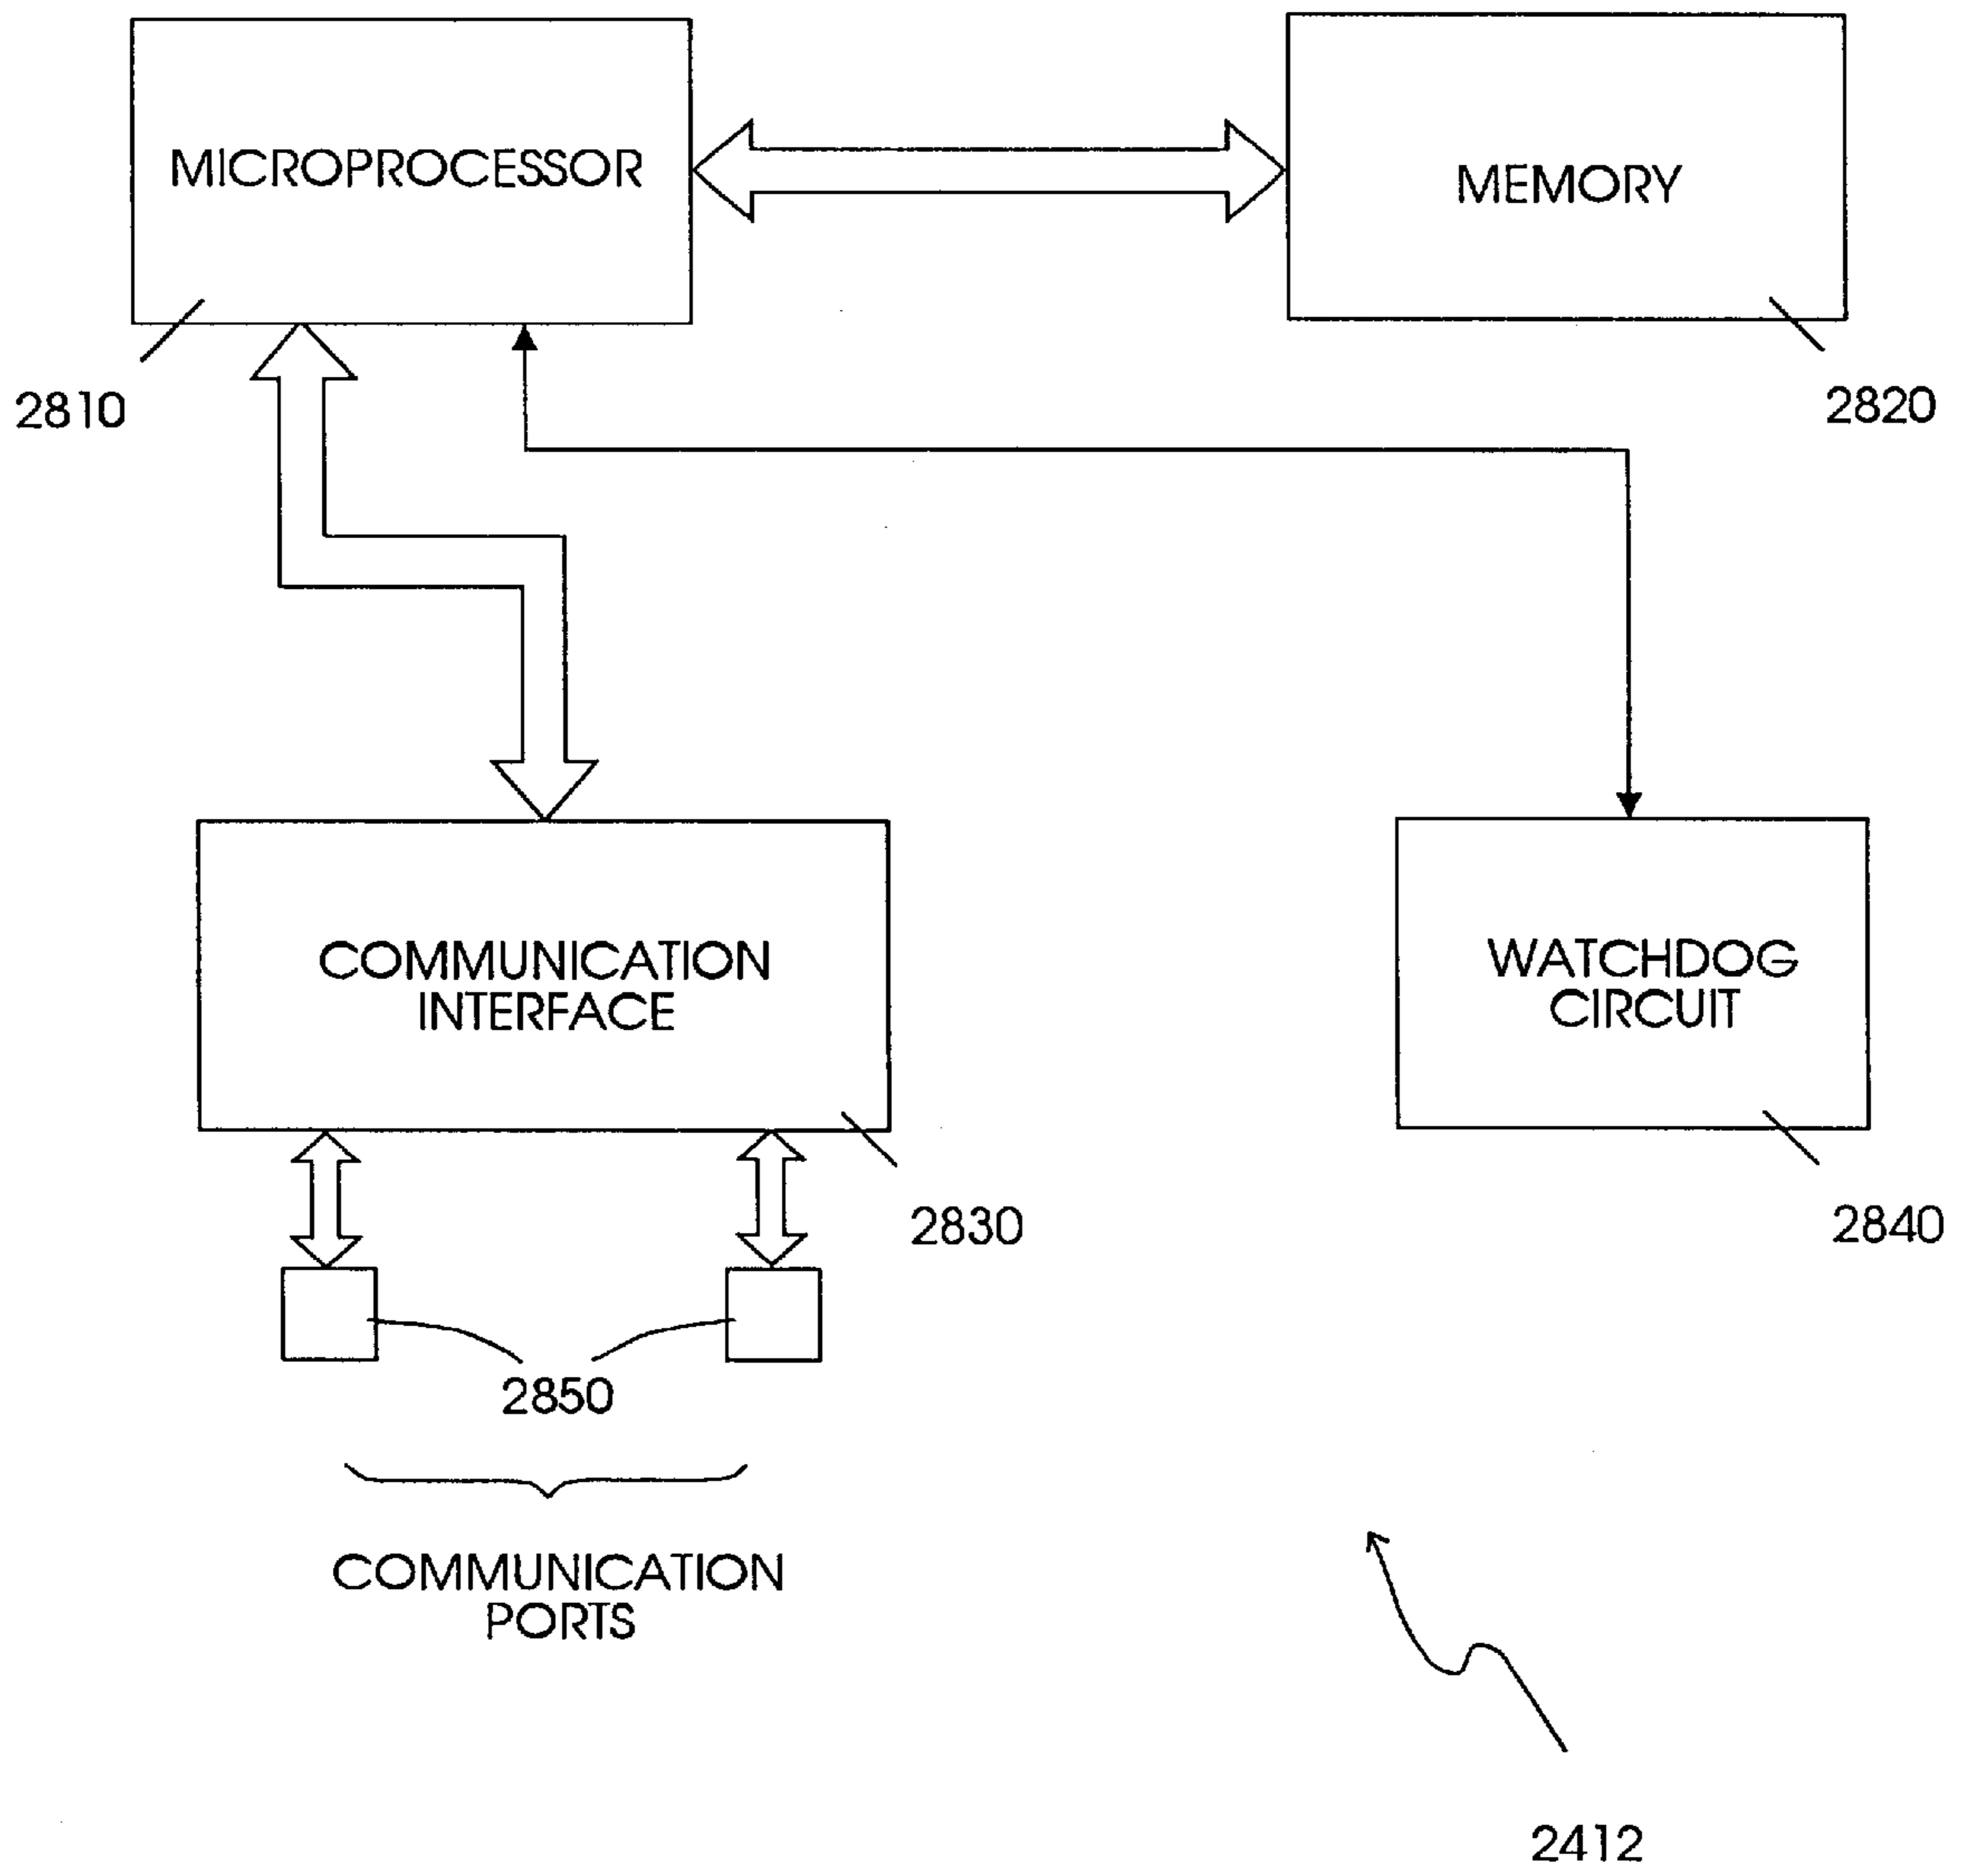 MICROPROCESSOR
MEMORY
2810
2820
COMMUNICATION
INTERFACE
WATCHDOG
CIRCUIT
2830
2840
2850
COMMUNICATION
PORTS
2412